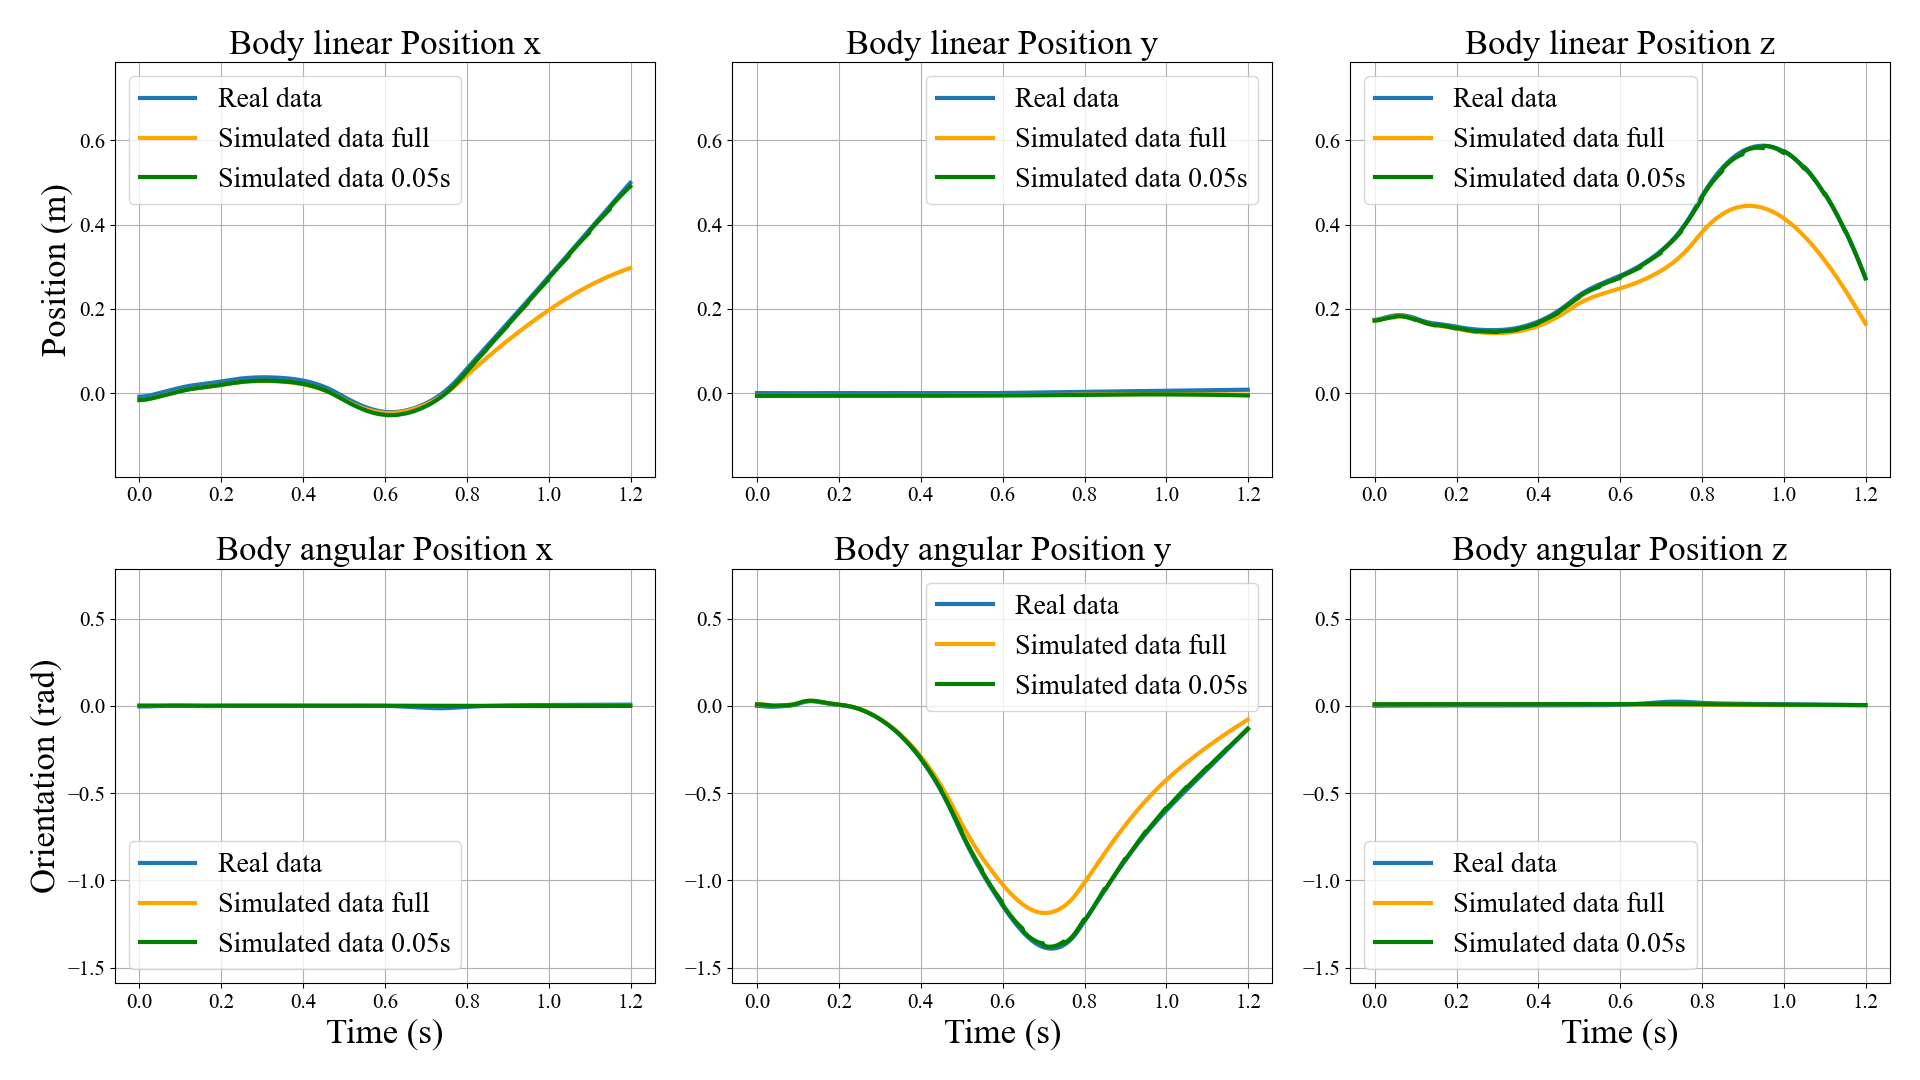 Body linear Position x
Real data
Simulated data full
Simulated data 0.05s
Position (m)
0.6
0.4
0.2
0.0
0.0 0.2 0.4 0.6 0.8 1.0 1.2
Body linear Position y
Real data
Simulated data full
Simulated data 0.05s
0.6
0.4
0.2
0.0
0.0 0.2 0.4 0.6 0.8 1.0 1.2
Body linear Position z
Real data
Simulated data full
Simulated data 0.05s
0.6
0.4
0.2
0.0
0.0 0.2 0.4 0.6 0.8 1.0 1.2
Body angular Position x
Orientation (rad)
0.5
0.0
−0.5
−1.0
−1.5
Real data
Simulated data full
Simulated data 0.05s
0.0 0.2 0.4 0.6 0.8 1.0 1.2
Time (s)
Body angular Position y
Real data
Simulated data full
Simulated data 0.05s
0.5
0.0
−0.5
−1.0
−1.5
0.0 0.2 0.4 0.6 0.8 1.0 1.2
Time (s)
Body angular Position z
0.5
0.0
−0.5
−1.0
−1.5
Real data
Simulated data full
Simulated data 0.05s
0.0 0.2 0.4 0.6 0.8 1.0 1.2
Time (s)